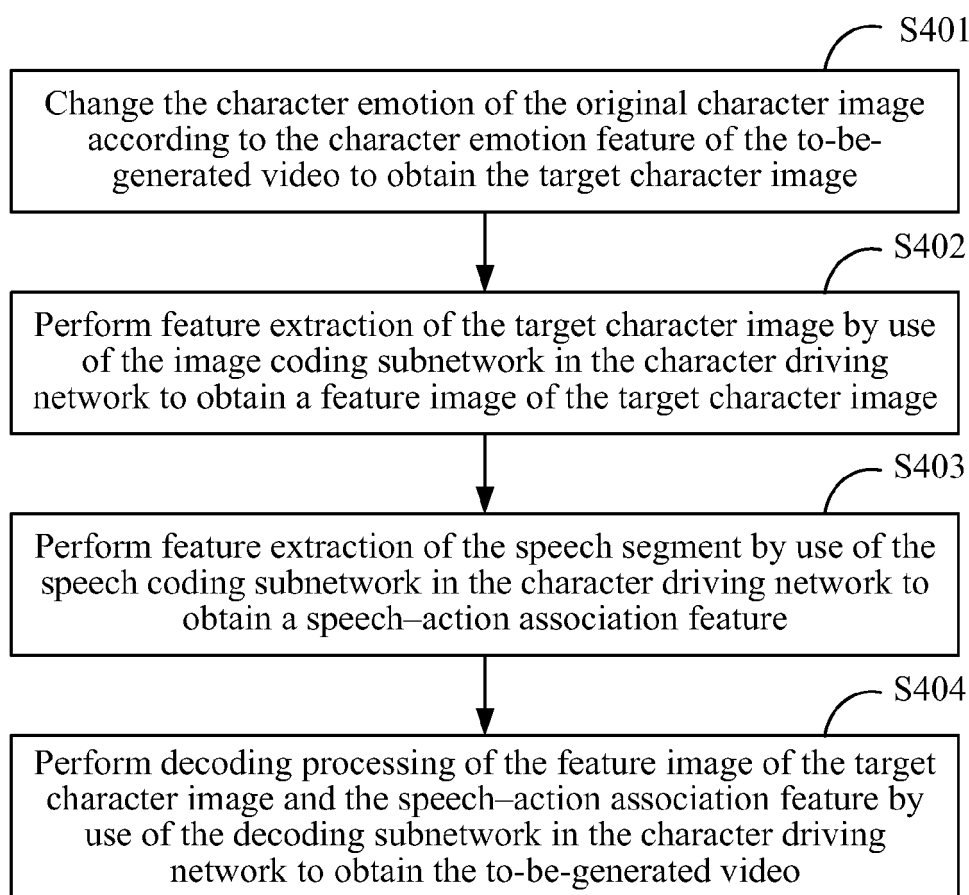 S401
Change the character emotion of the original character image
according to the character emotion feature of the to-be-
generated video to obtain the target character image
S402
Perform feature extraction of the target character image by use
of the image coding subnetwork in the character driving
network to obtain a feature image of the target character image
S403
Perform feature extraction of the speech segment by use of the
speech coding subnetwork in the character driving network to
obtain a speech–action association feature
S404
Perform decoding processing of the feature image of the target
character image and the speech–action association feature by
use of the decoding subnetwork in the character driving
network to obtain the to-be-generated video